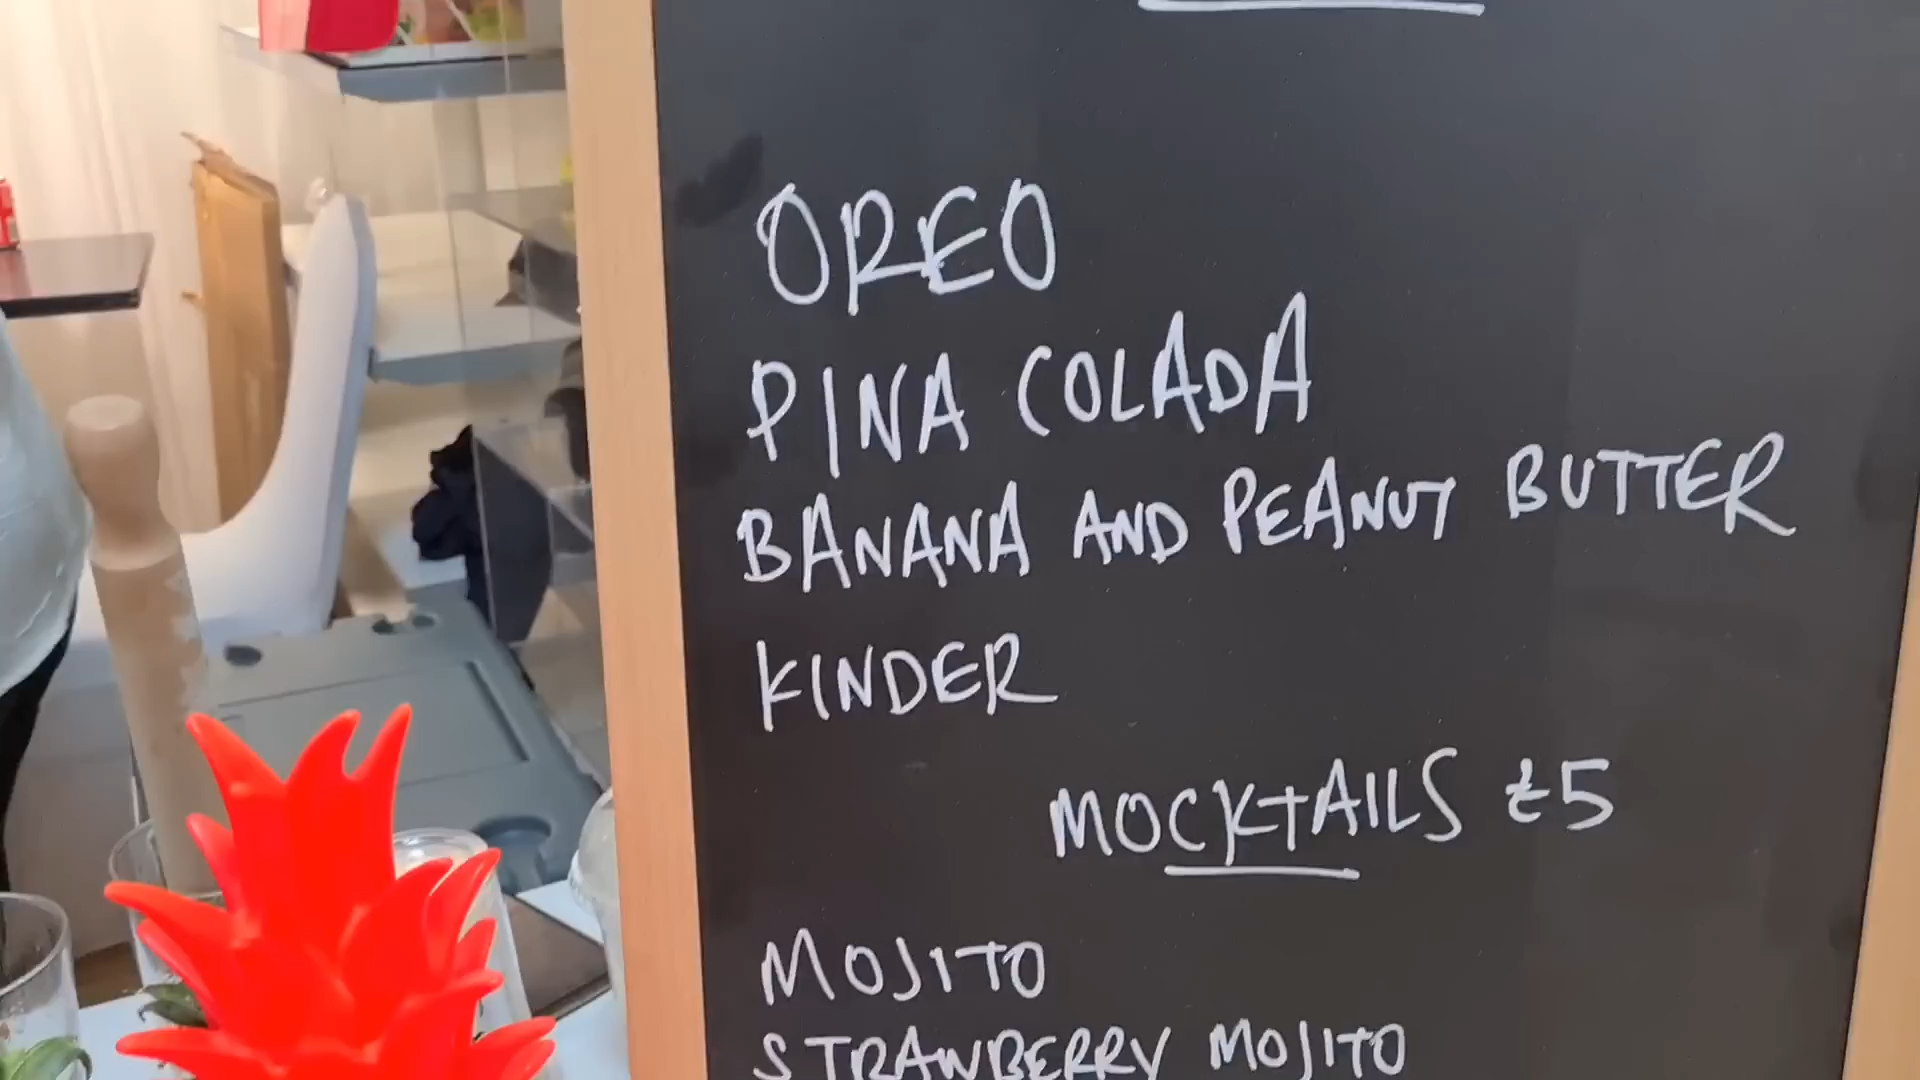 OREO
PINA COLADA
BANANA AND PEANUT BUTTER
KINDER
MOCKTAILS £5
MOJITO
STRAWBERRY MOJITO